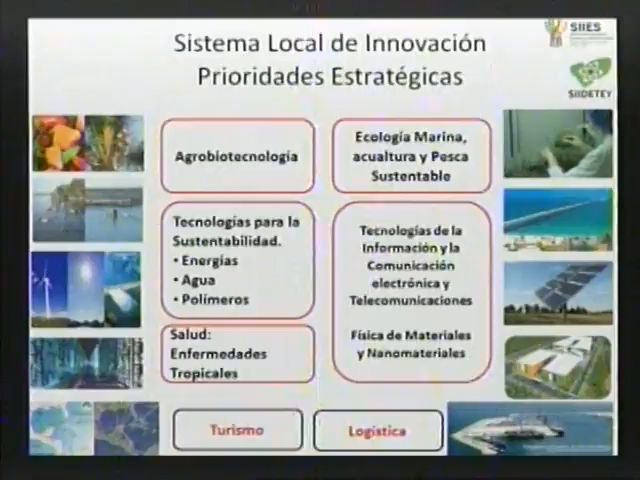 Sistema Local de Innovación
Prioridades Estratégicas
SIIES
SIIDETEY
Agrobiotecnología
Ecología Marina,
acualtura y Pesca
Sustentable
Tecnologías para la
Sustentabilidad.
• Energías
• Agua
• Polímeros
Tecnologías de la
Información y la
Comunicación
electrónica y
Telecomunicaciones
Física de Materiales
y Nanomateriales
Salud:
Enfermedades
Tropicales
Turismo
Logística